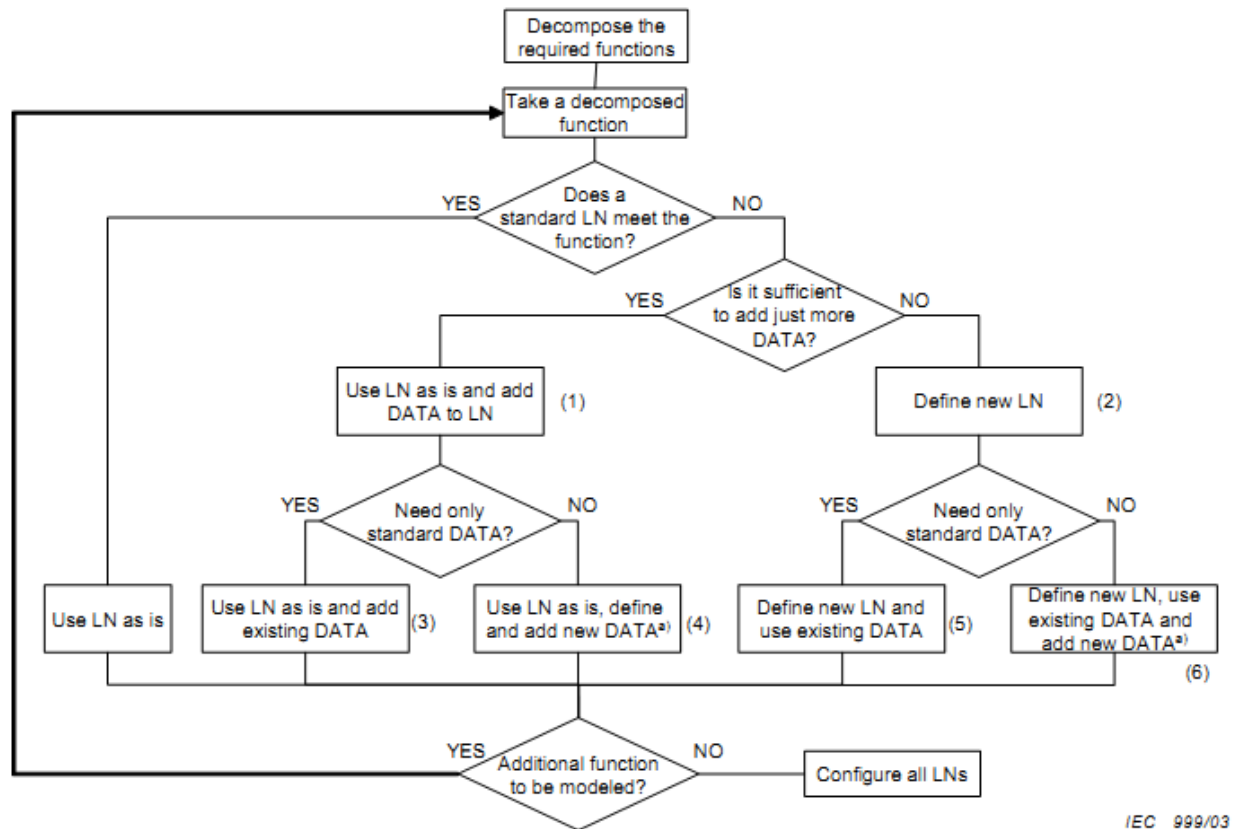 Decompose the
required functions
Take a decomposed
function
YES
Does a
standard LN meet the
function?
NO
YES
Is it sufficient
to add just more
DATA?
NO
Use LN as is and add
DATA to LN
(1)
Define new LN
(2)
YES
Need only
standard DATA?
NO
YES
Need only
standard DATA?
NO
Use LN as is
Use LN as is and add
existing DATA
(3)
Use LN as is, define
and add new DATAa)
(4)
Define new LN and
use existing DATA
(5)
Define new LN, use
existing DATA and
add new DATAa)
(6)
YES
Additional function
to be modeled?
NO
Configure all LNs
IEC 999/03